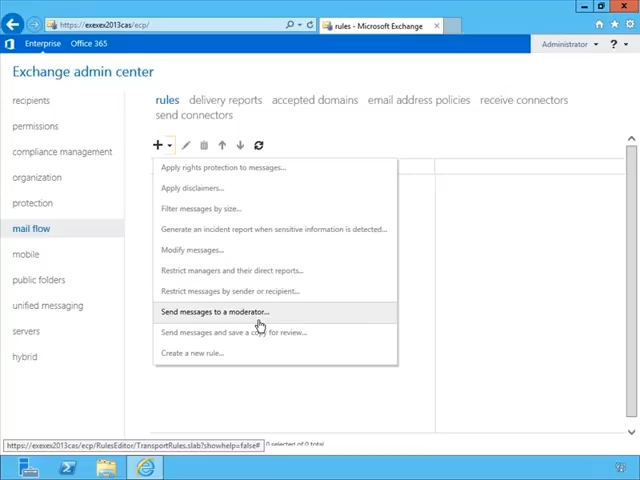 https://exexex2013cas/ecp/
rules - Microsoft Exchange
Enterprise Office 365
Administrator ?
Exchange admin center
recipients
permissions
compliance management
organization
protection
mail flow
mobile
public folders
unified messaging
servers
hybrid
rules delivery reports accepted domains email address policies receive connectors
send connectors
Apply rights protection to messages...
Apply disclaimers...
Filter messages by size...
Generate an incident report when sensitive information is detected...
Modify messages...
Restrict managers and their direct reports...
Restrict messages by sender or recipient...
Send messages to a moderator...
Send messages and save a copy for review...
Create a new rule...
https://exexex2013cas/ecp/RulesEditor/TransportRules.slab?showhelp=false#
0 selected of 0 total